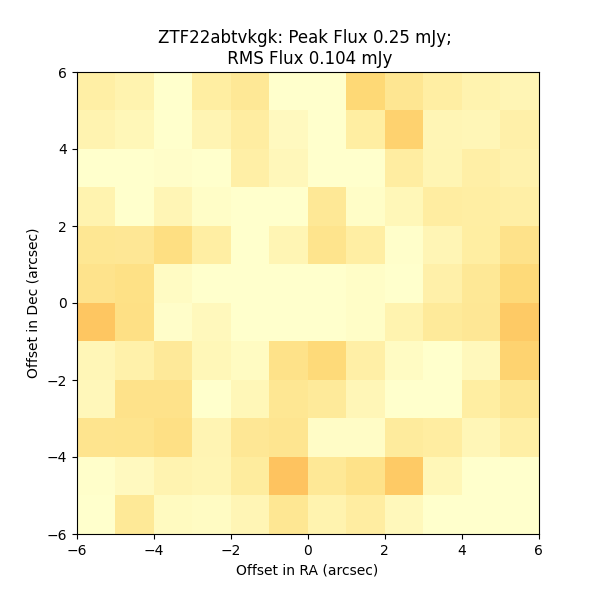 ZTF22abtvkgk: Peak Flux 0.25 mJy;
RMS Flux 0.104 mJy
6
4
2
0
−2
−4
−6
Offset in Dec (arcsec)
−6 −4 −2 0 2 4 6
Offset in RA (arcsec)